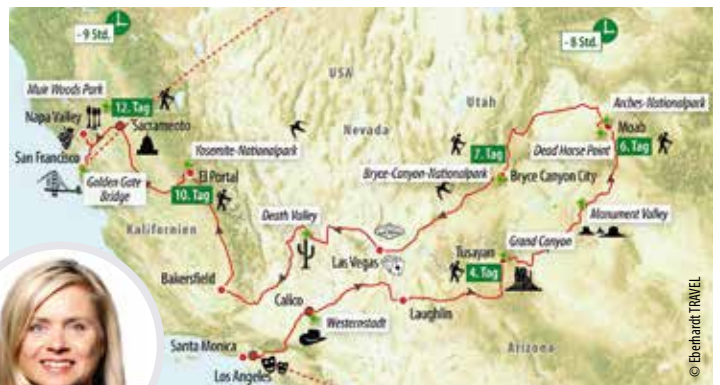 - 9 Std.
- 8 Std.
USA
Muir Woods Park
12. Tag
Napa Valley
Sacramento
San Francisco
Golden Gate
Bridge
Yosemite-Nationalpark
El Portal
10. Tag
Kalifornien
Nevada
Utah
Arches-Nationalpark
Moab
6. Tag
Dead Horse Point
7. Tag
Bryce-Canyon-Nationalpark
Bryce Canyon City
Monument Valley
Death Valley
Las Vegas
Grand Canyon
Tusayan
4. Tag
Bakersfield
Calico
Laughlin
Westernstadt
Santa Monica
Los Angeles
Arizona
© Eberhardt TRAVEL